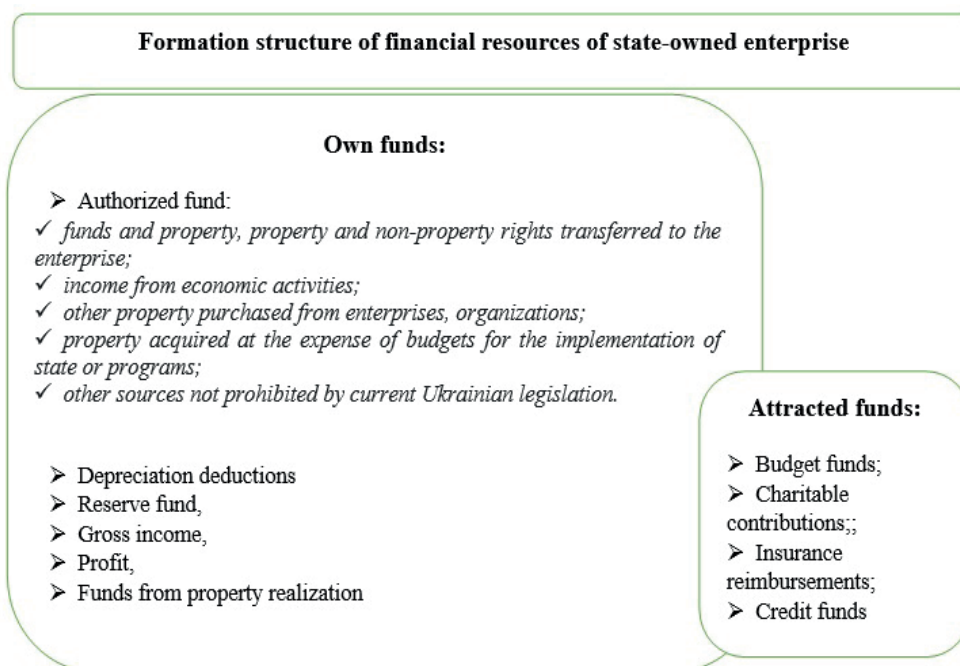 Formation structure of financial resources of state-owned enterprise
Own funds:
➤ Authorized fund:
✓ funds and property, property and non-property rights transferred to the
enterprise;
✓ income from economic activities;
✓ other property purchased from enterprises, organizations;
✓ property acquired at the expense of budgets for the implementation of
state or programs;
✓ other sources not prohibited by current Ukrainian legislation.
➤ Depreciation deductions
➤ Reserve fund,
➤ Gross income,
➤ Profit,
➤ Funds from property realization
Attracted funds:
➤ Budget funds;
➤ Charitable
contributions;;
➤ Insurance
reimbursements;
➤ Credit funds